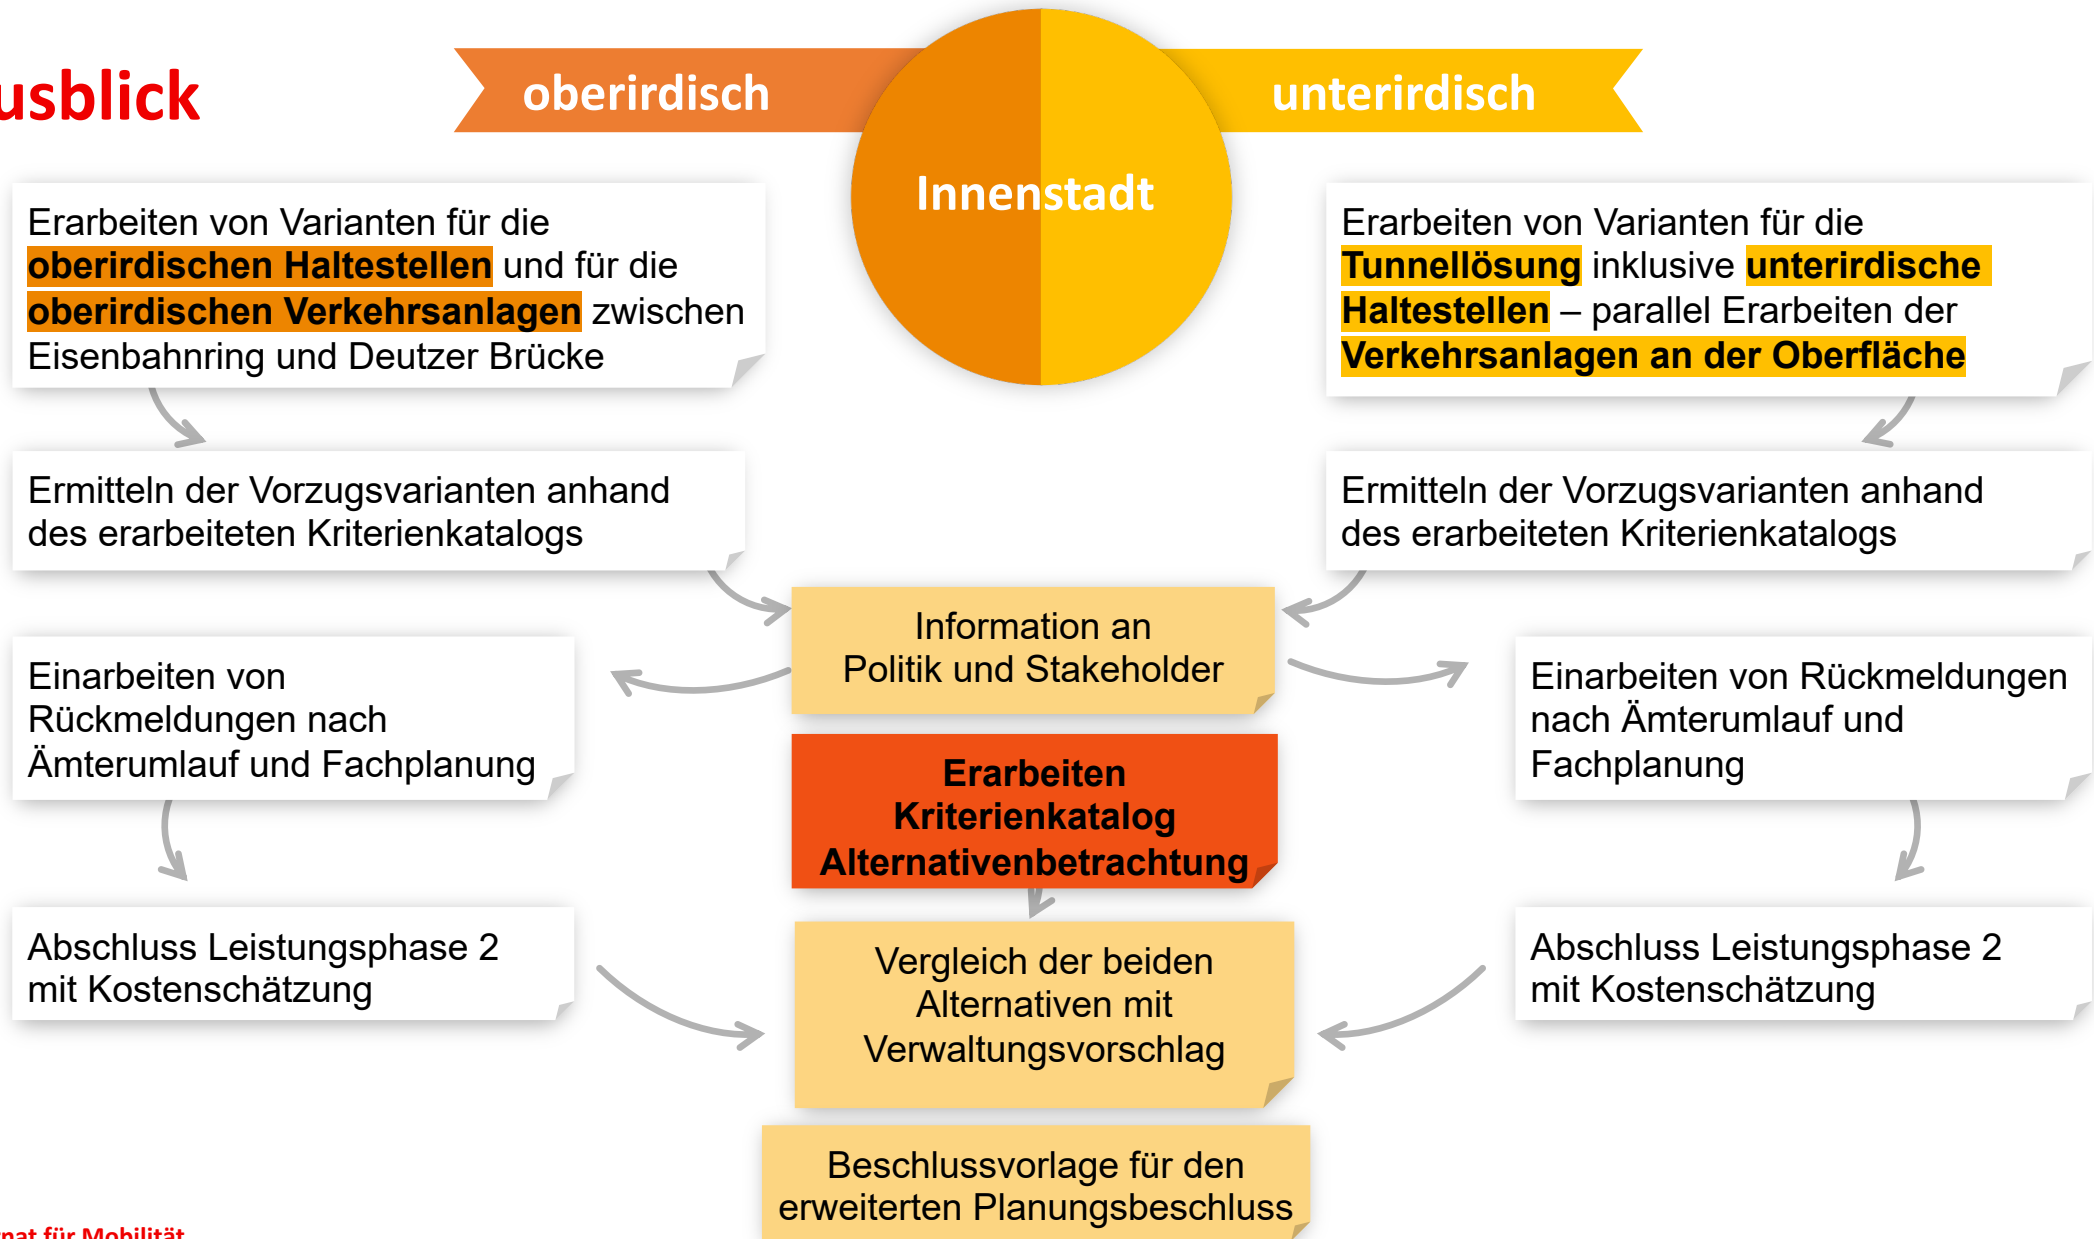 usblick
oberirdisch
unterirdisch
Innenstadt
Erarbeiten von Varianten für die
oberirdischen Haltestellen und für die
oberirdischen Verkehrsanlagen zwischen
Eisenbahnring und Deutzer Brücke
Erarbeiten von Varianten für die
Tunnellösung inklusive unterirdische
Haltestellen – parallel Erarbeiten der
Verkehrsanlagen an der Oberfläche
Ermitteln der Vorzugsvarianten anhand
des erarbeiteten Kriterienkatalogs
Ermitteln der Vorzugsvarianten anhand
des erarbeiteten Kriterienkatalogs
Information an
Politik und Stakeholder
Einarbeiten von
Rückmeldungen nach
Ämterumlauf und Fachplanung
Einarbeiten von Rückmeldungen
nach Ämterumlauf und
Fachplanung
Erarbeiten
Kriterienkatalog
Alternativenbetrachtung
Abschluss Leistungsphase 2
mit Kostenschätzung
Vergleich der beiden
Alternativen mit
Verwaltungsvorschlag
Abschluss Leistungsphase 2
mit Kostenschätzung
Beschlussvorlage für den
erweiterten Planungsbeschluss
nat für Mobilität